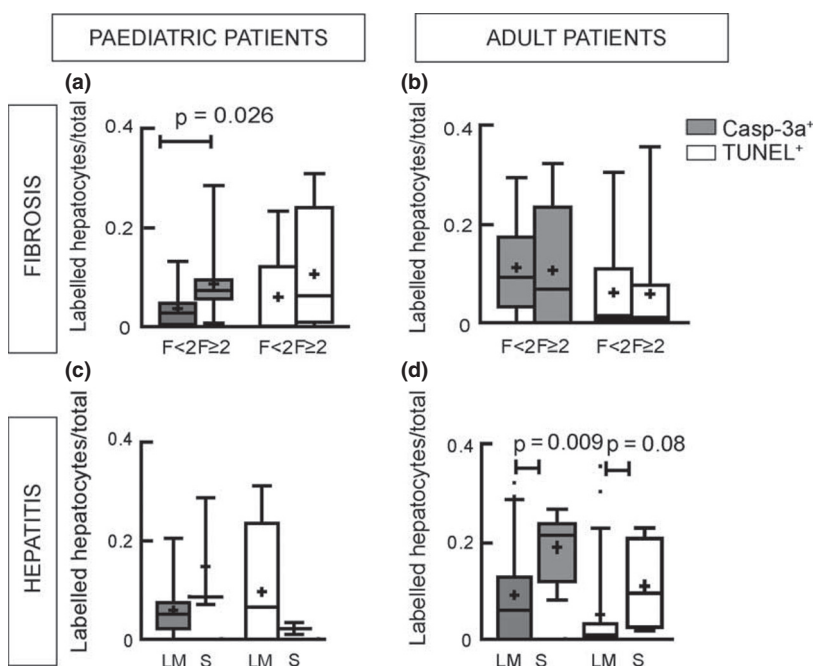 PAEDIATRIC PATIENTS
ADULT PATIENTS
FIBROSIS
HEPATITIS
(a)
Labelled hepatocytes/total
0.4
0.2
0
p = 0.026
F<2F≥2 F<2F≥2
(b)
Labelled hepatocytes/total
0.4
0.2
0
F<2F≥2 F<2F≥2
Casp-3a+
TUNEL+
(c)
Labelled hepatocytes/total
0.4
0.2
0
LM S LM S
(d)
Labelled hepatocytes/total
0.4
0.2
0
p = 0.009 p = 0.08
LM S LM S